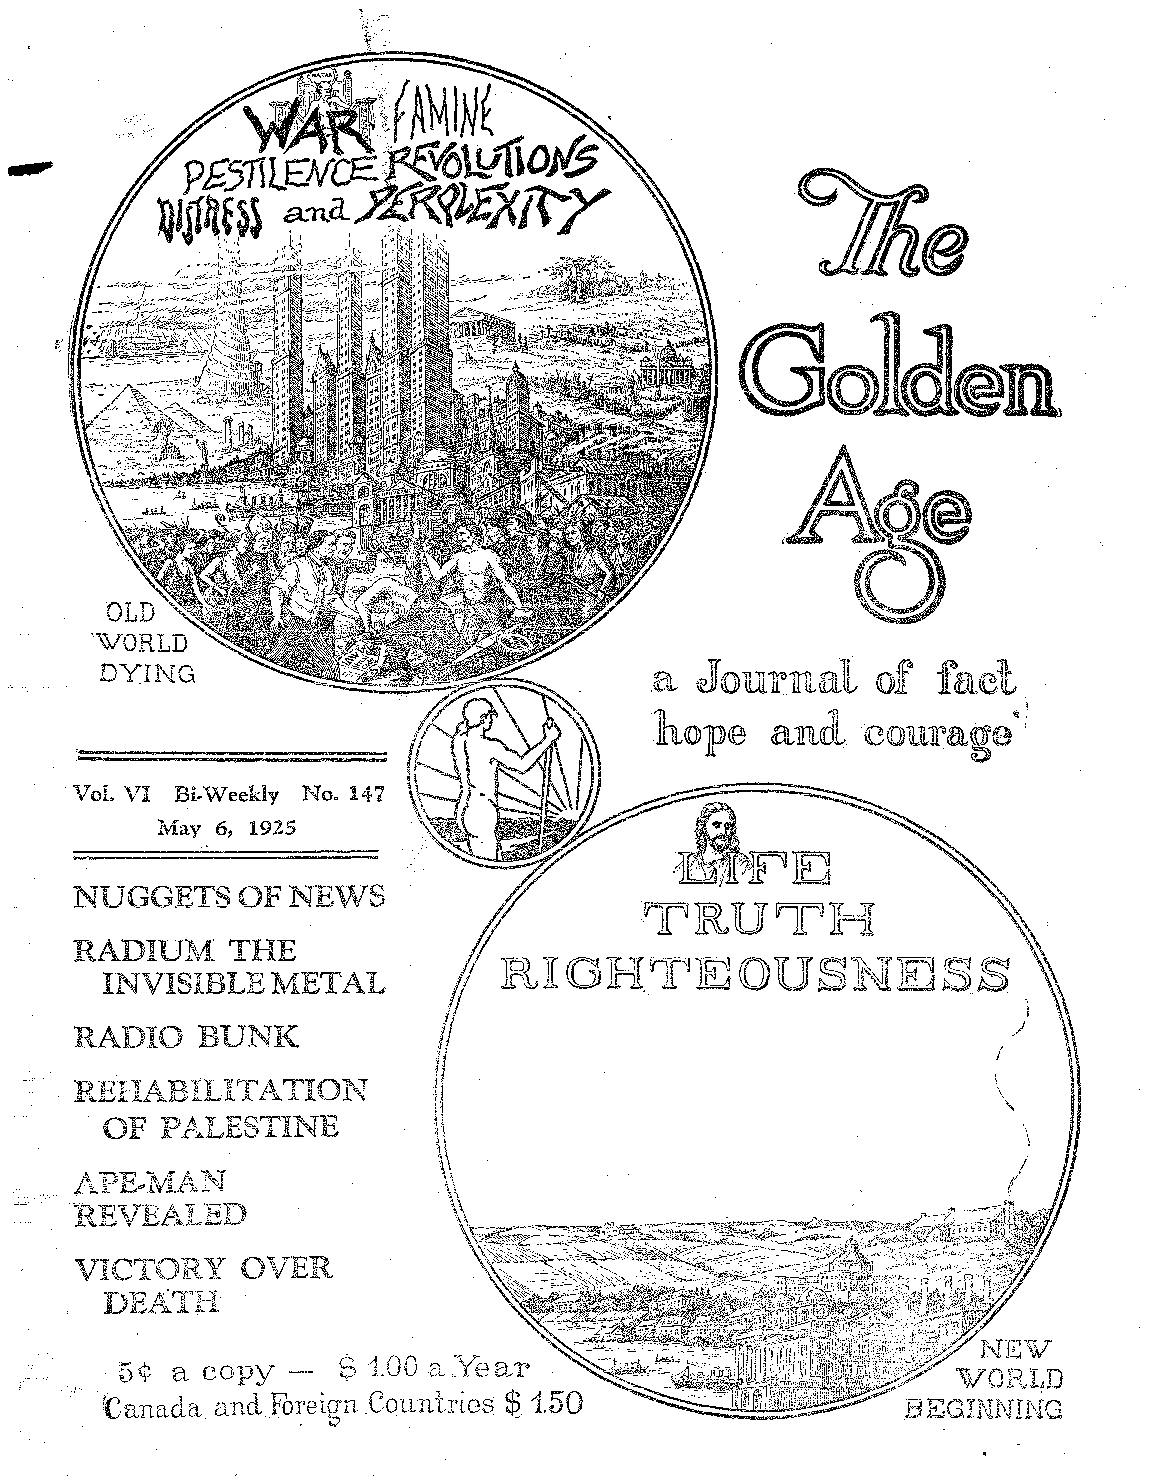 WAR FAMINE
PESTILENCE REVOLUTIONS
DISTRESS and PERPLEXITY
The
Golden
Age
OLD
WORLD
DYING
a Journal of fact
hope and courage
Vol. VI Bi-Weekly No. 147
May 6, 1925
NUGGETS OF NEWS
RADIUM THE
INVISIBLE METAL
RADIO BUNK
REHABILITATION
OF PALESTINE
APE-MAN
REVEALED
VICTORY OVER
DEATH
5¢ a copy — $ 1.00 a Year
Canada and Foreign Countries $ 1.50
LIFE
TRUTH
RIGHTEOUSNESS
NEW
WORLD
BEGINNING